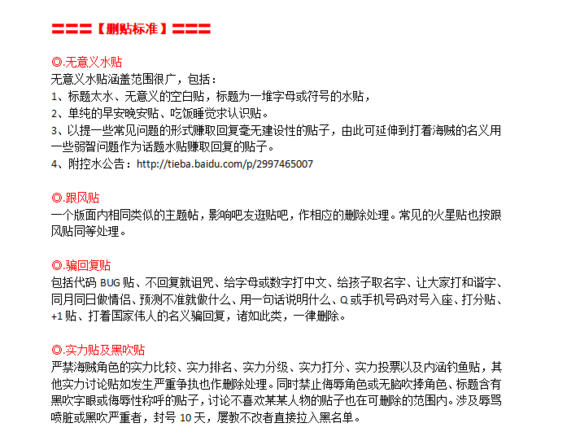 〓〓〓【删贴标准】〓〓〓
◎.无意义水贴
无意义水贴涵盖范围很广，包括：
1、标题太水、无意义的空白贴，标题为一堆字母或符号的水贴，
2、单纯的早安晚安贴、吃饭睡觉求认识贴。
3、以提一些常见问题的形式赚取回复毫无建设性的贴子，由此可延伸到打着海贼的名义用
一些弱智问题作为话题水贴赚取回复的贴子。
4、附控水公告：http://tieba.baidu.com/p/2997465007
◎.跟风贴
一个版面内相同类似的主题帖，影响吧友逛贴吧，作相应的删除处理。常见的火星贴也按跟
风贴同等处理。
◎.骗回复贴
包括代码 BUG 贴、不回复就诅咒、给字母或数字打中文、给孩子取名字、让大家打和谐字、
同月同日做情侣、预测不准就做什么、用一句话说明什么、Q 或手机号码对号入座、打分贴、
+1 贴、打着国家伟人的名义骗回复，诸如此类，一律删除。
◎.实力贴及黑吹贴
严禁海贼角色的实力比较、实力排名、实力分级、实力打分、实力投票以及内涵钓鱼贴，其
他实力讨论贴如发生严重争执也作删除处理。同时禁止侮辱角色或无脑吹捧角色、标题含有
黑吹字眼或侮辱性称呼的贴子，讨论不喜欢某某人物的贴子也在可删除的范围内。涉及辱骂
喷脏或黑吹严重者，封号 10 天，屡教不改者直接拉入黑名单。